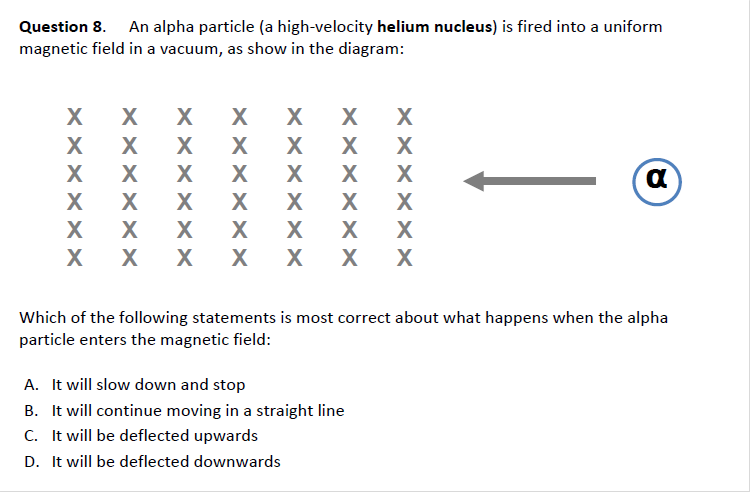 Question 8. An alpha particle (a high-velocity helium nucleus) is fired into a uniform
magnetic field in a vacuum, as show in the diagram:
X X X X X X X
X X X X X X X
X X X X X X X
α
X X X X X X X
X X X X X X X
X X X X X X X
Which of the following statements is most correct about what happens when the alpha
particle enters the magnetic field:
A. It will slow down and stop
B. It will continue moving in a straight line
C. It will be deflected upwards
D. It will be deflected downwards